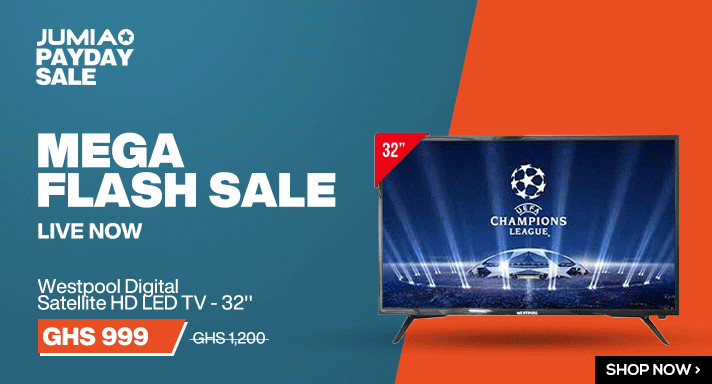 JUMIA
PAYDAY
SALE
MEGA
FLASH SALE
LIVE NOW
Westpool Digital
Satellite HD LED TV - 32''
GHS 999
GHS 1,200
32”
UEFA
CHAMPIONS
LEAGUE
WESTPOOL
SHOP NOW ›